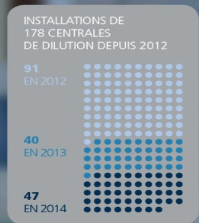 INSTALLATIONS DE
178 CENTRALES
DE DILUTION DEPUIS 2012
91
EN 2012
40
EN 2013
47
EN 2014